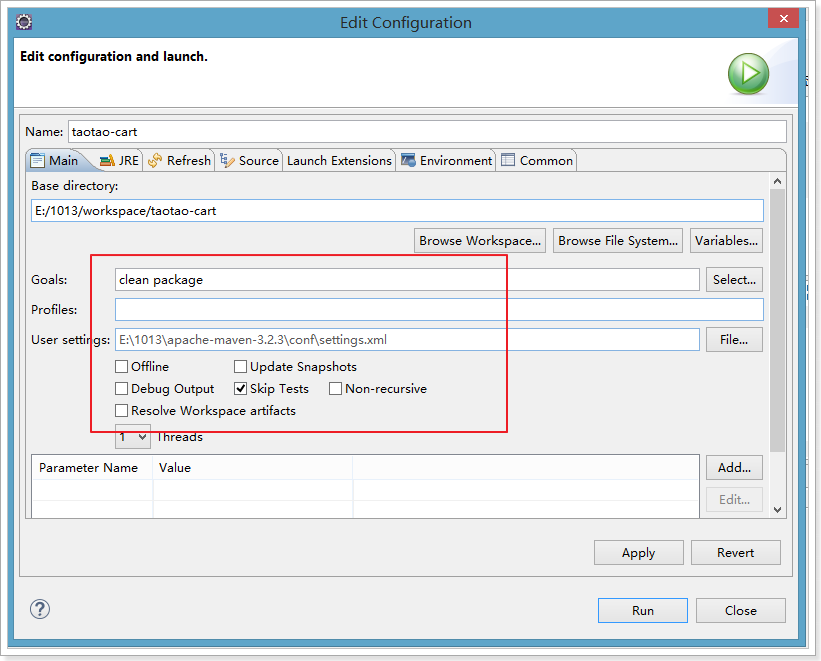 Edit Configuration
Edit configuration and launch.
Name: taotao-cart
Main JRE Refresh Source Launch Extensions Environment Common
Base directory:
E:/1013/workspace/taotao-cart
Browse Workspace... Browse File System... Variables...
Goals: clean package Select...
Profiles:
User settings: E:\1013\apache-maven-3.2.3\conf\settings.xml File...
Offline Update Snapshots
Debug Output Skip Tests Non-recursive
Resolve Workspace artifacts
1 Threads
Parameter Name Value Add...
Edit...
Apply Revert
? Run Close